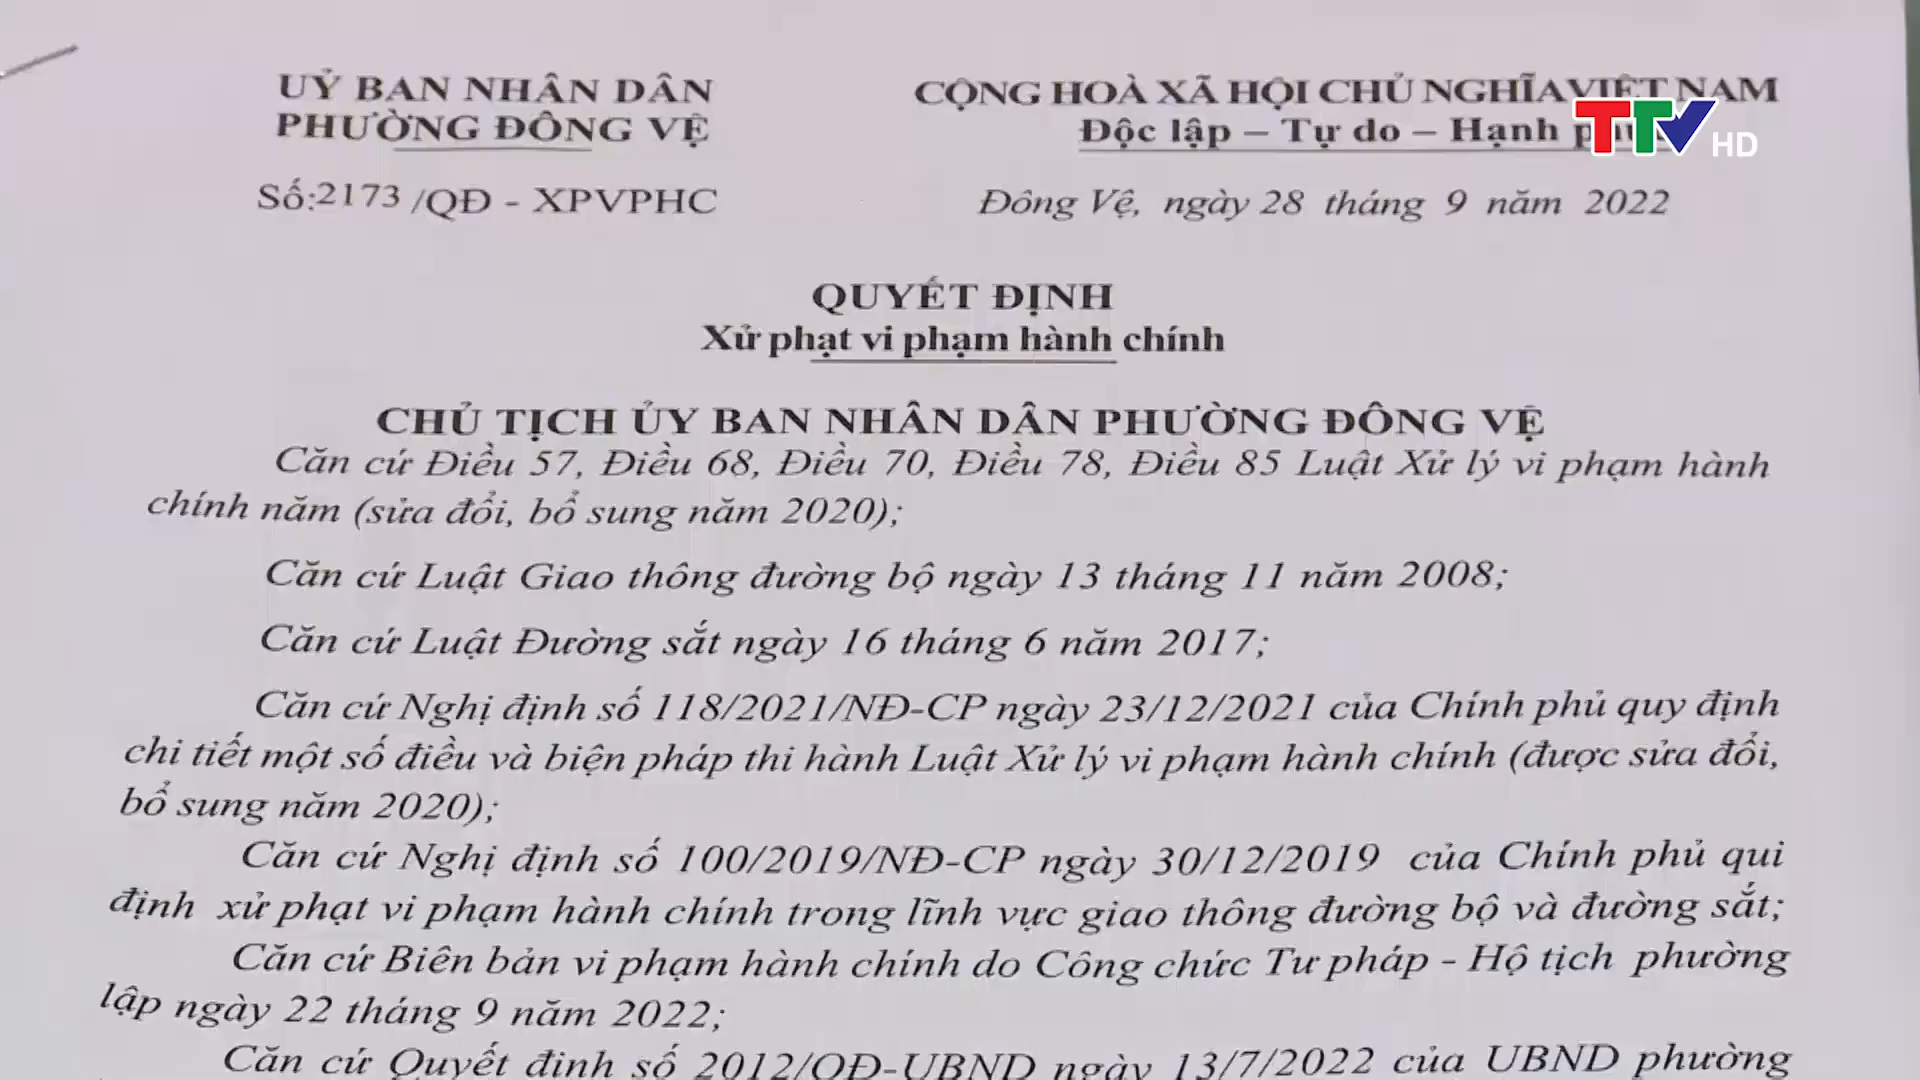 UỶ BAN NHÂN DÂN
PHƯỜNG ĐÔNG VỆ
CỘNG HOÀ XÃ HỘI CHỦ NGHĨA VIỆT NAM
Độc lập – Tự do – Hạnh
TTV HD
Số:2173 /QĐ - XPVPHC
Đông Vệ, ngày 28 tháng 9 năm 2022
QUYẾT ĐỊNH
Xử phạt vi phạm hành chính
CHỦ TỊCH ỦY BAN NHÂN DÂN PHƯỜNG ĐÔNG VỆ
Căn cứ Điều 57, Điều 68, Điều 70, Điều 78, Điều 85 Luật Xử lý vi phạm hành
chính năm (sửa đổi, bổ sung năm 2020);
Căn cứ Luật Giao thông đường bộ ngày 13 tháng 11 năm 2008;
Căn cứ Luật Đường sắt ngày 16 tháng 6 năm 2017;
Căn cứ Nghị định số 118/2021/NĐ-CP ngày 23/12/2021 của Chính phủ quy định
chi tiết một số điều và biện pháp thi hành Luật Xử lý vi phạm hành chính (được sửa đổi,
bổ sung năm 2020);
Căn cứ Nghị định số 100/2019/NĐ-CP ngày 30/12/2019 của Chính phủ qui
định xử phạt vi phạm hành chính trong lĩnh vực giao thông đường bộ và đường sắt;
Căn cứ Biên bản vi phạm hành chính do Công chức Tư pháp - Hộ tịch phường
lập ngày 22 tháng 9 năm 2022;
Căn cứ Quyết định số 2012/QĐ-UBND ngày 13/7/2022 của UBND phường